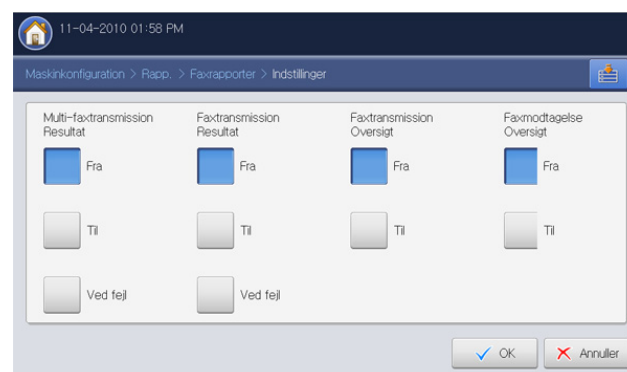 11-04-2010 01:58 PM
Maskinkonfiguration > Rapp. > Faxrapporter > Indstillinger
Multi-faxtransmission
Resultat
Faxtransmission
Resultat
Faxtransmission
Oversigt
Faxmodtagelse
Oversigt
Fra
Fra
Fra
Fra
Til
Til
Til
Til
Ved fejl
Ved fejl
OK
Annuller